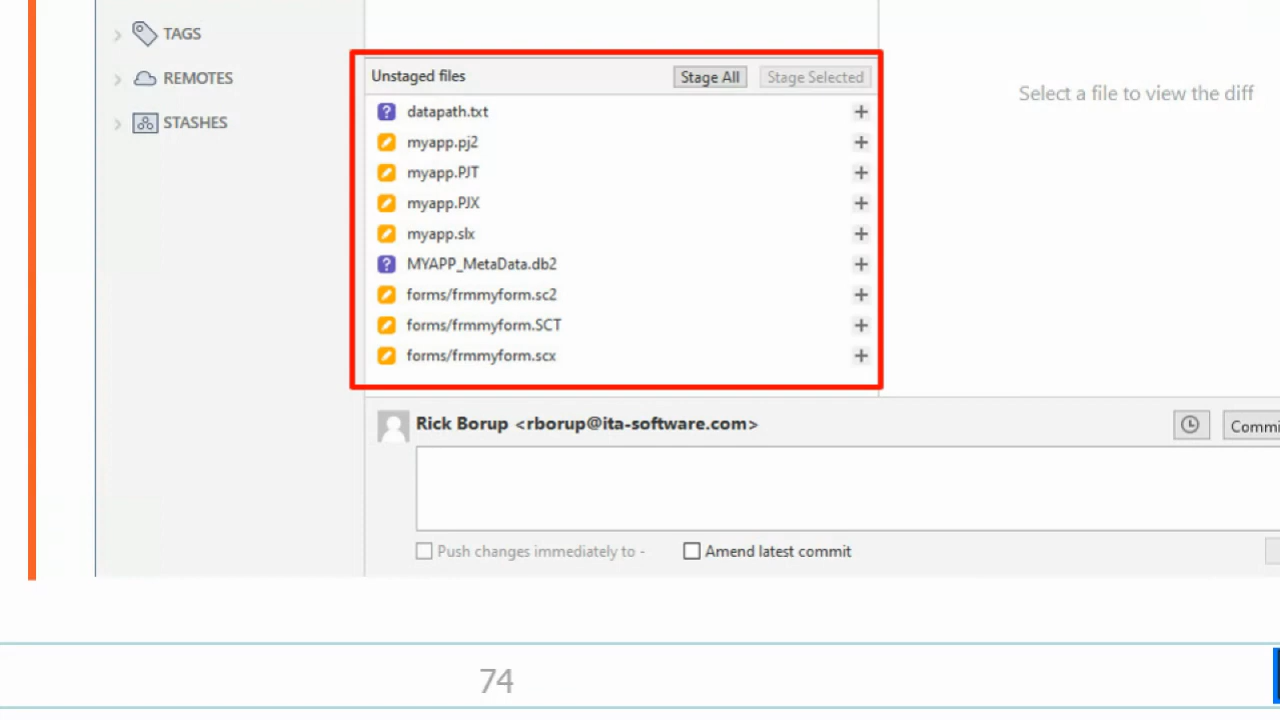 TAGS
REMOTES
STASHES
Unstaged files Stage All Stage Selected
datapath.txt
myapp.pj2
myapp.PJT
myapp.PJX
myapp.slx
MYAPP_MetaData.db2
forms/frmmyform.sc2
forms/frmmyform.SCT
forms/frmmyform.scx
Select a file to view the diff
Rick Borup <rborup@ita-software.com> Commi
Push changes immediately to - Amend latest commit
74